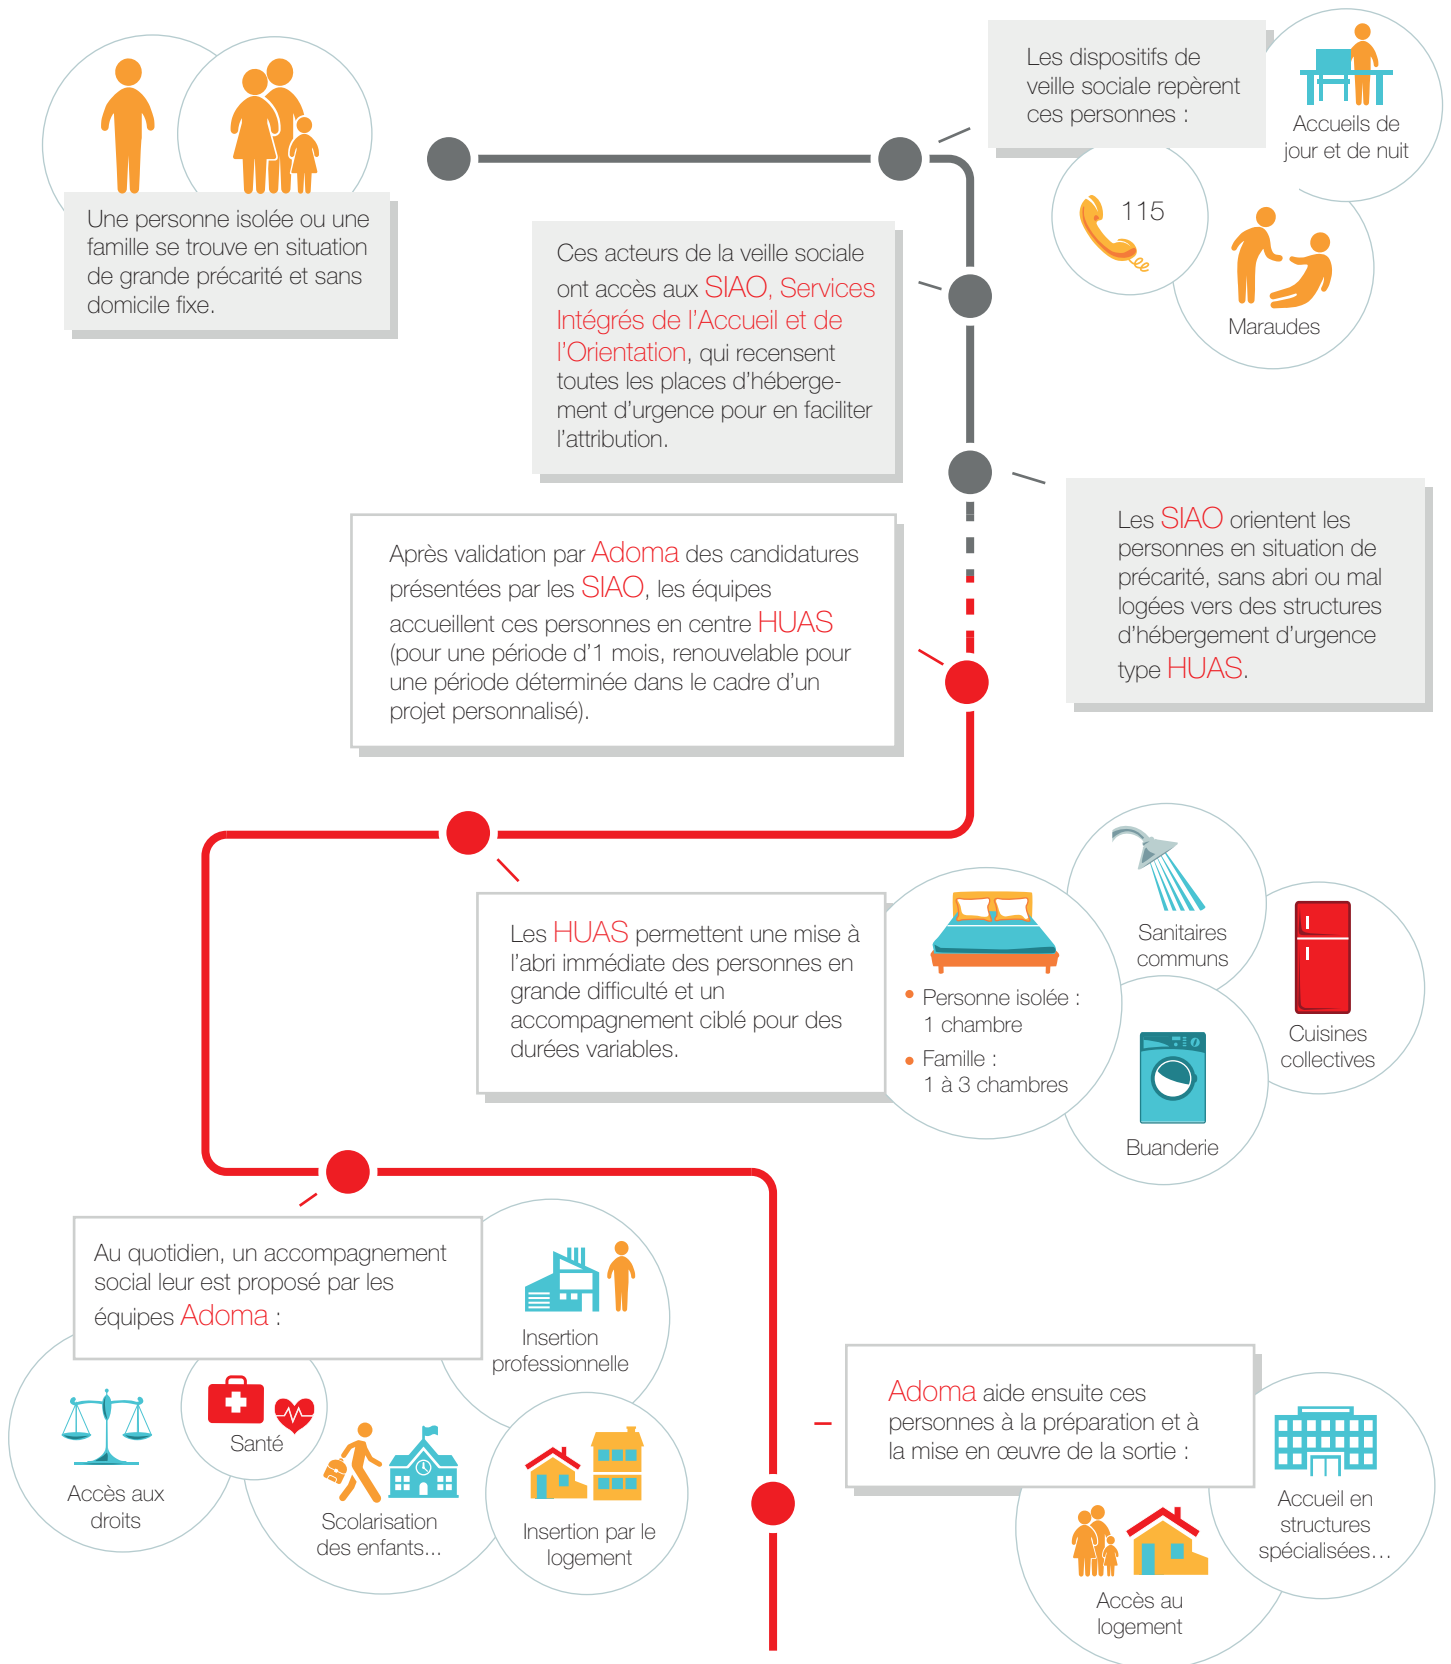 Une personne isolée ou une
famille se trouve en situation
de grande précarité et sans
domicile fixe.
Les dispositifs de
veille sociale repèrent
ces personnes :
Accueils de
jour et de nuit
115
Maraudes
Ces acteurs de la veille sociale
ont accès aux SIAO, Services
Intégrés de l'Accueil et de
l'Orientation, qui recensent
toutes les places d'héberge-
ment d'urgence pour en faciliter
l'attribution.
Les SIAO orientent les
personnes en situation de
précarité, sans abri ou mal
logées vers des structures
d'hébergement d'urgence
type HUAS.
Après validation par Adoma des candidatures
présentées par les SIAO, les équipes
accueillent ces personnes en centre HUAS
(pour une période d'1 mois, renouvelable pour
une période déterminée dans le cadre d'un
projet personnalisé).
Les HUAS permettent une mise à
l'abri immédiate des personnes en
grande difficulté et un
accompagnement ciblé pour des
durées variables.
• Personne isolée :
1 chambre
• Famille :
1 à 3 chambres
Sanitaires
communs
Cuisines
collectives
Buanderie
Au quotidien, un accompagnement
social leur est proposé par les
équipes Adoma :
Insertion
professionnelle
Accès aux
droits
Santé
Scolarisation
des enfants...
Insertion par le
logement
Adoma aide ensuite ces
personnes à la préparation et à
la mise en œuvre de la sortie :
Accueil en
structures
spécialisées...
Accès au
logement